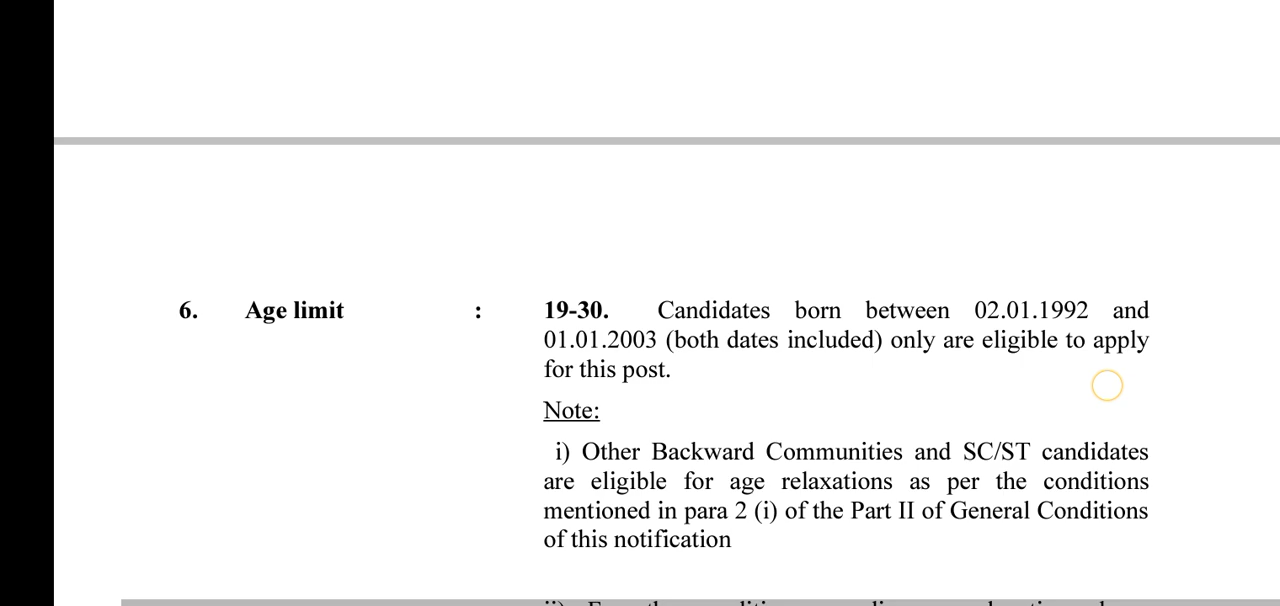 6. Age limit : 19-30. Candidates born between 02.01.1992 and
01.01.2003 (both dates included) only are eligible to apply
for this post.
Note:
i) Other Backward Communities and SC/ST candidates
are eligible for age relaxations as per the conditions
mentioned in para 2 (i) of the Part II of General Conditions
of this notification